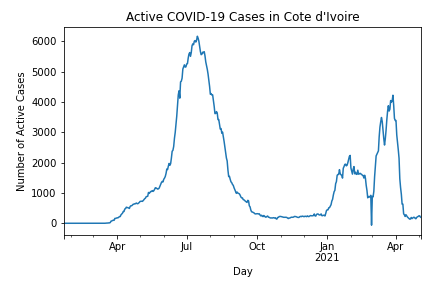 Active COVID-19 Cases in Cote d'Ivoire
Number of Active Cases
6000
5000
4000
3000
2000
1000
0
Apr Jul Oct Jan Apr
2021
Day